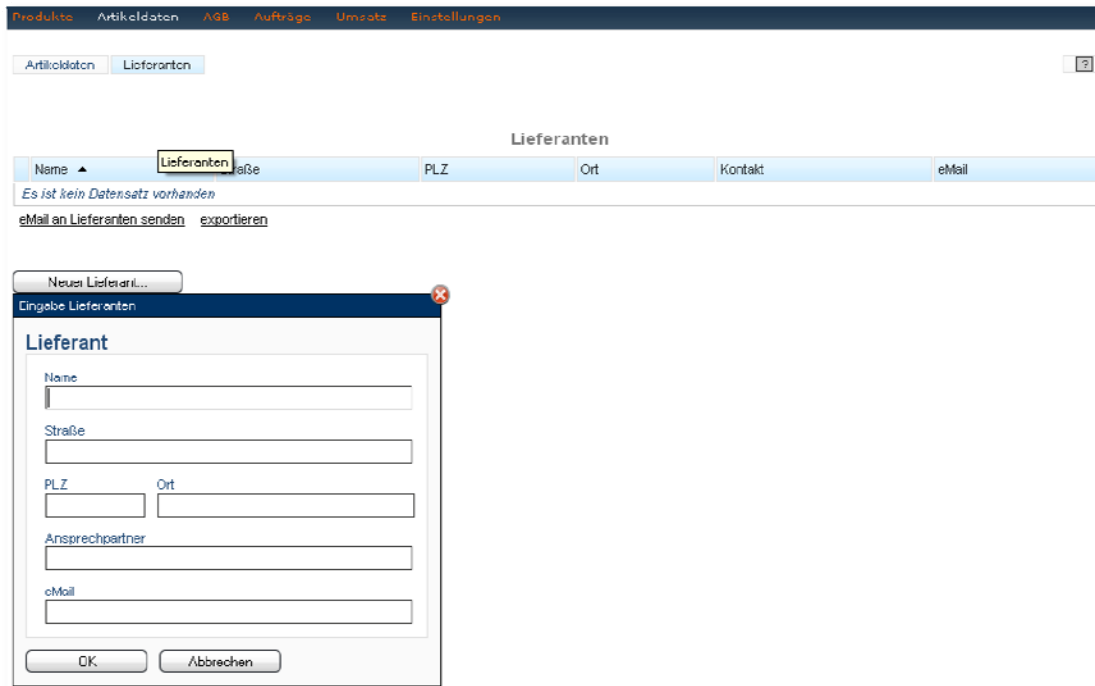 Produkte Artikeldaten AGB Aufträge Umsatz Einstellungen
Artikeldaten Lieferanten ?
Lieferanten
Name Lieferanten raße PLZ Ort Kontakt eMail
Es ist kein Datensatz vorhanden
eMail an Lieferanten senden exportieren
Neuer Lieferant...
Eingabe Lieferanten
Lieferant
Name
Straße
PLZ Ort
Ansprechpartner
eMail
OK Abbrechen